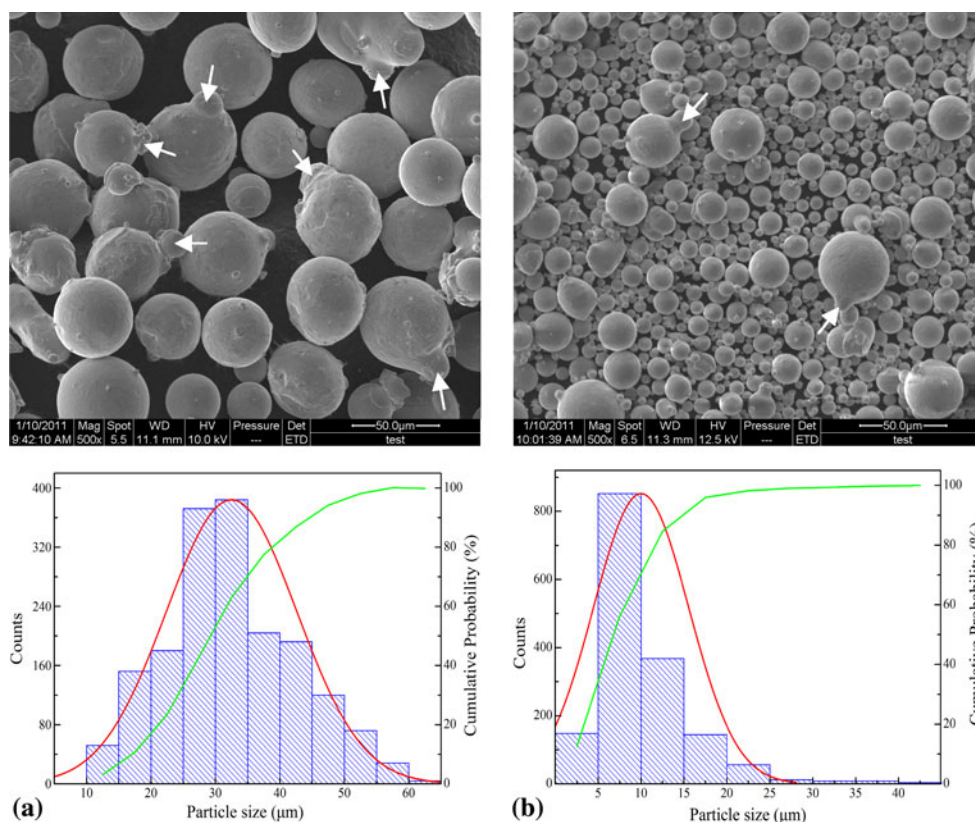 1/10/2011 Mag Spot WD HV Pressure Det 50.0µm
9:42:10 AM 500x 5.5 11.1 mm 10.0 kV --- ETD test
1/10/2011 Mag Spot WD HV Pressure Det 50.0µm
10:01:39 AM 500x 6.5 11.3 mm 12.5 kV --- ETD test
400
320
240
160
80
0
Counts
10 20 30 40 50 60
Particle size (µm)
100
80
60
40
20
0
Cumulative Probability (%)
(a)
800
600
400
200
0
Counts
5 10 15 20 25 30 35 40
Particle size (µm)
100
80
60
40
20
0
Cumulative Probability (%)
(b)